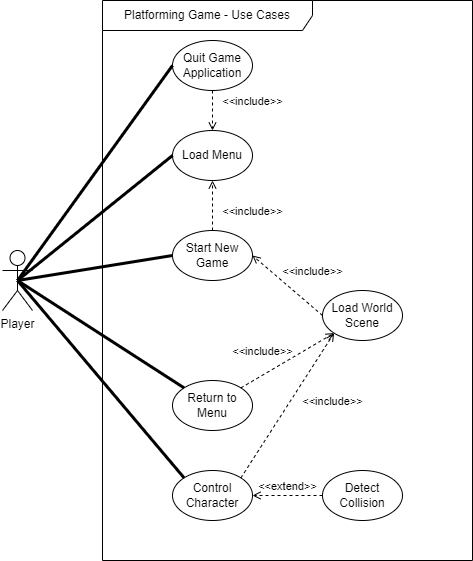 Platforming Game - Use Cases
Quit Game
Application
<<include>>
Load Menu
<<include>>
Start New
Game
<<include>>
Load World
Scene
Player
<<include>>
Return to
Menu
<<include>>
Control
Character
<<extend>>
Detect
Collision